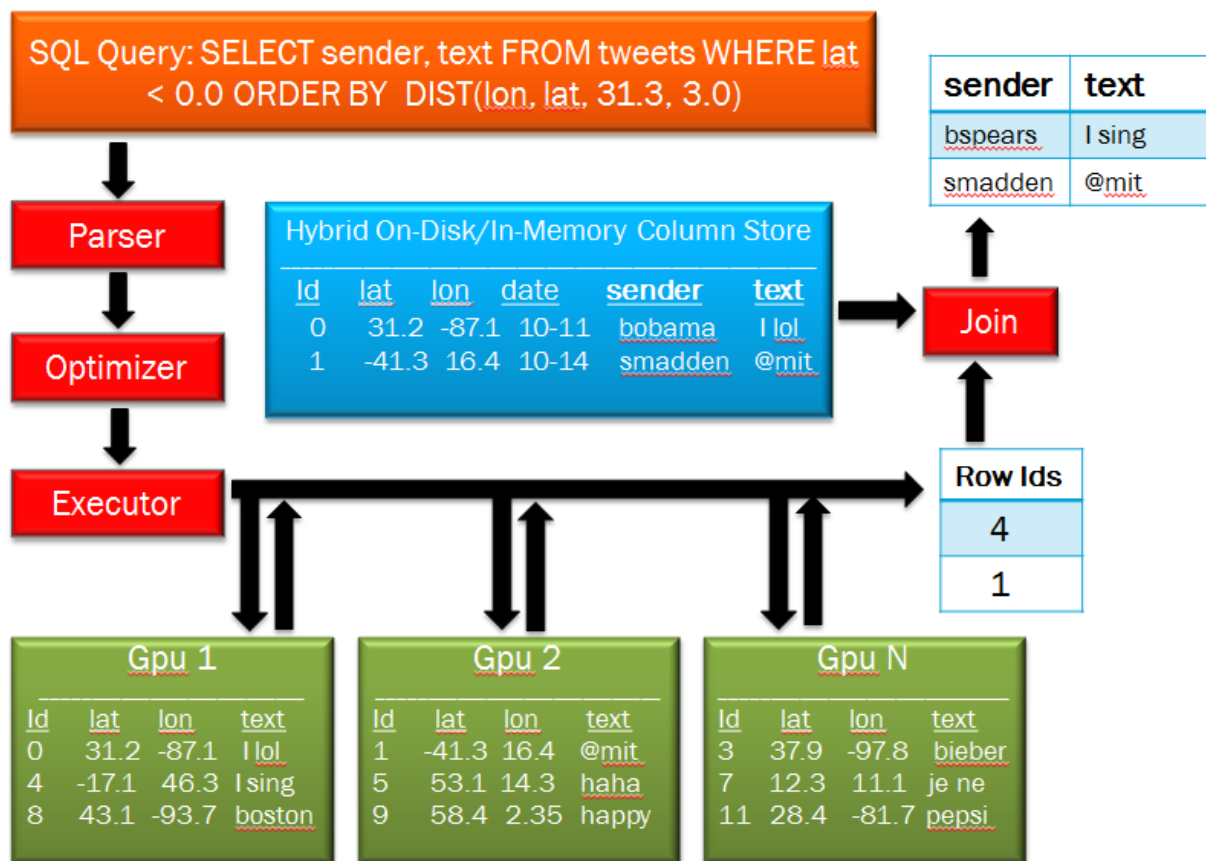 SQL Query: SELECT sender, text FROM tweets WHERE lat
< 0.0 ORDER BY DIST(lon, lat, 31.3, 3.0)
Parser
Optimizer
Executor
Hybrid On-Disk/In-Memory Column Store
Id lat lon date sender text
0 31.2 -87.1 10-11 bobama I lol
1 -41.3 16.4 10-14 smadden @mit
sender text
bspears I sing
smadden @mit
Join
Row Ids
4
1
Gpu 1
Id lat lon text
0 31.2 -87.1 I lol
4 -17.1 46.3 I sing
8 43.1 -93.7 boston
Gpu 2
Id lat lon text
1 -41.3 16.4 @mit
5 53.1 14.3 haha
9 58.4 2.35 happy
Gpu N
Id lat lon text
3 37.9 -97.8 bieber
7 12.3 11.1 je ne
11 28.4 -81.7 pepsi